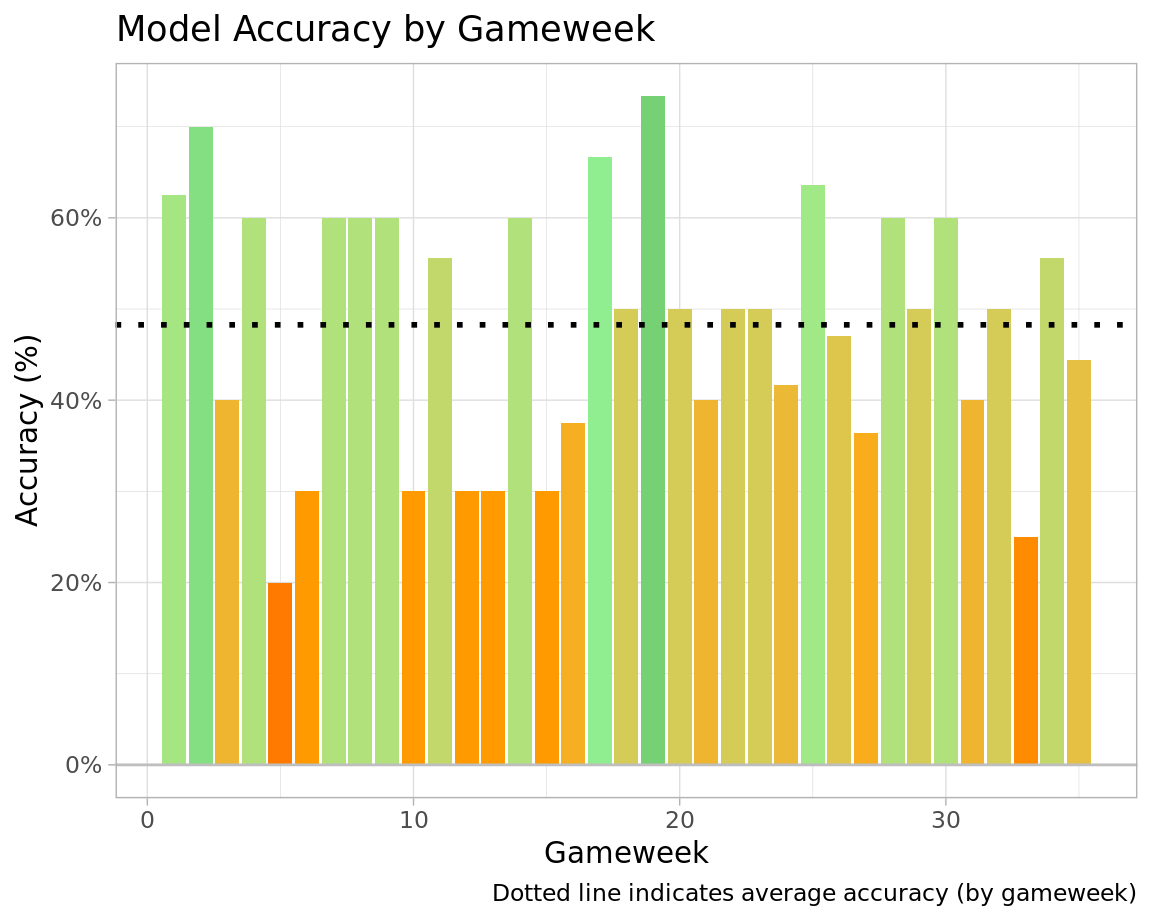 Model Accuracy by Gameweek
Accuracy (%)
60%
40%
20%
0%
0 10 20 30
Gameweek
Dotted line indicates average accuracy (by gameweek)